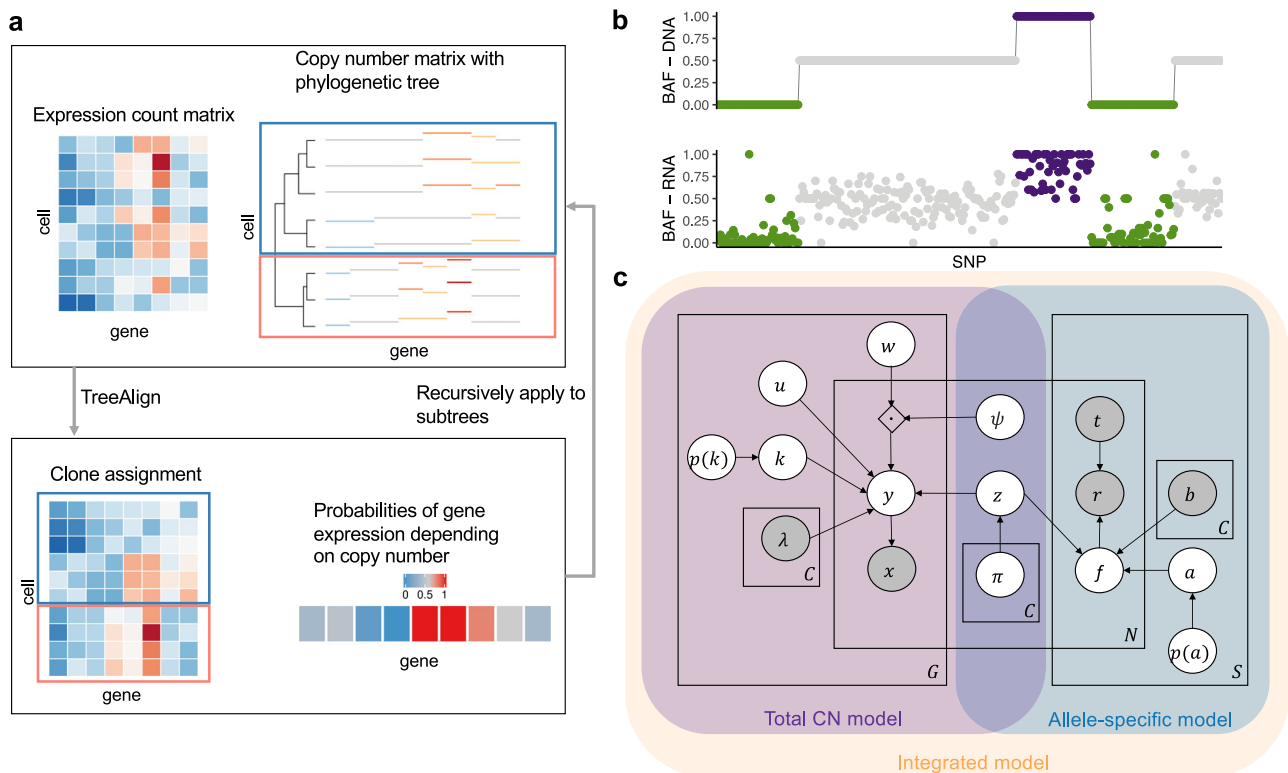 a
Copy number matrix with
phylogenetic tree
Expression count matrix
cell
cell
gene
gene
TreeAlign
Recursively apply to
subtrees
Clone assignment
cell
gene
Probabilities of gene
expression depending
on copy number
0 0.5 1
gene
b
BAF – DNA
1.00
0.75
0.50
0.25
0.00
BAF – RNA
1.00
0.75
0.50
0.25
0.00
SNP
c
w
u
ψ
t
p(k)
k
y
z
r
b
C
λ
C
x
π
C
f
a
N
p(a)
G
S
Total CN model
Allele-specific model
Integrated model